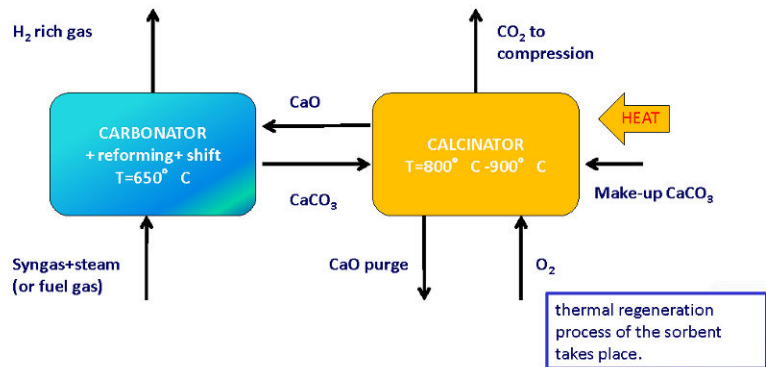 H₂ rich gas
CO₂ to
compression
CaO
CARBONATOR
+ reforming+ shift
T=650° C
CALCINATOR
T=800° C -900° C
HEAT
CaCO₃
Make-up CaCO₃
Syngas+steam
(or fuel gas)
CaO purge
O₂
thermal regeneration
process of the sorbent
takes place.